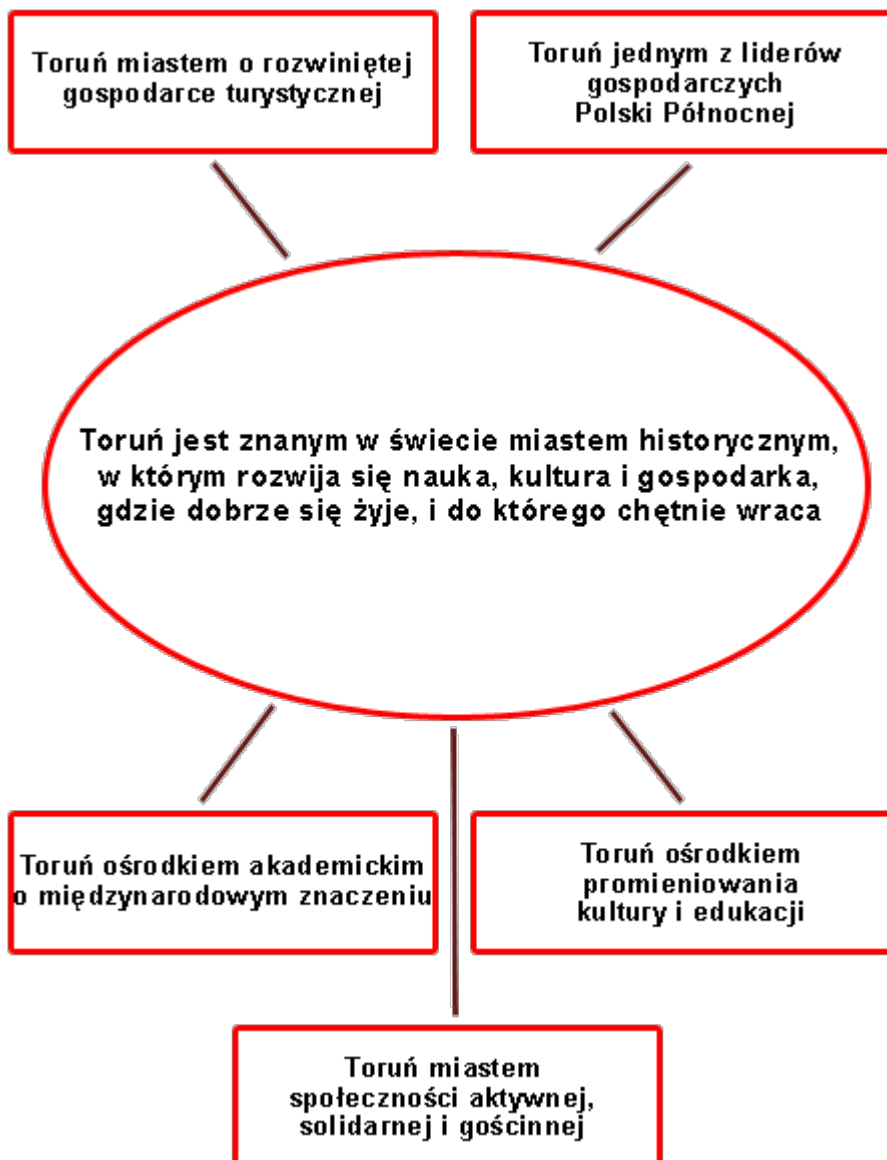 Toruń miastem o rozwiniętej
gospodarce turystycznej
Toruń jednym z liderów
gospodarczych
Polski Północnej
Toruń jest znanym w świecie miastem historycznym,
w którym rozwija się nauka, kultura i gospodarka,
gdzie dobrze się żyje, i do którego chętnie wraca
Toruń ośrodkiem akademickim
o międzynarodowym znaczeniu
Toruń ośrodkiem
promieniowania
kultury i edukacji
Toruń miastem
społeczności aktywnej,
solidarnej i gościnnej